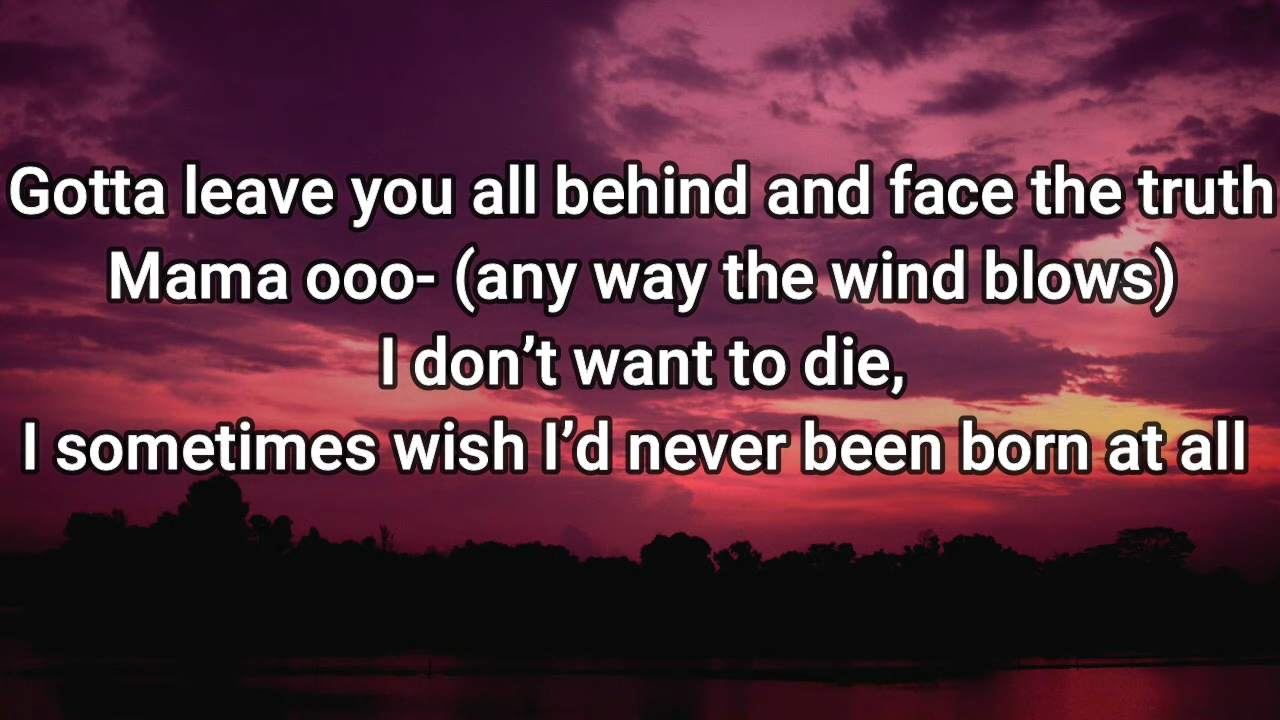 Gotta leave you all behind and face the truth
Mama ooo- (any way the wind blows)
I don’t want to die,
I sometimes wish I’d never been born at all